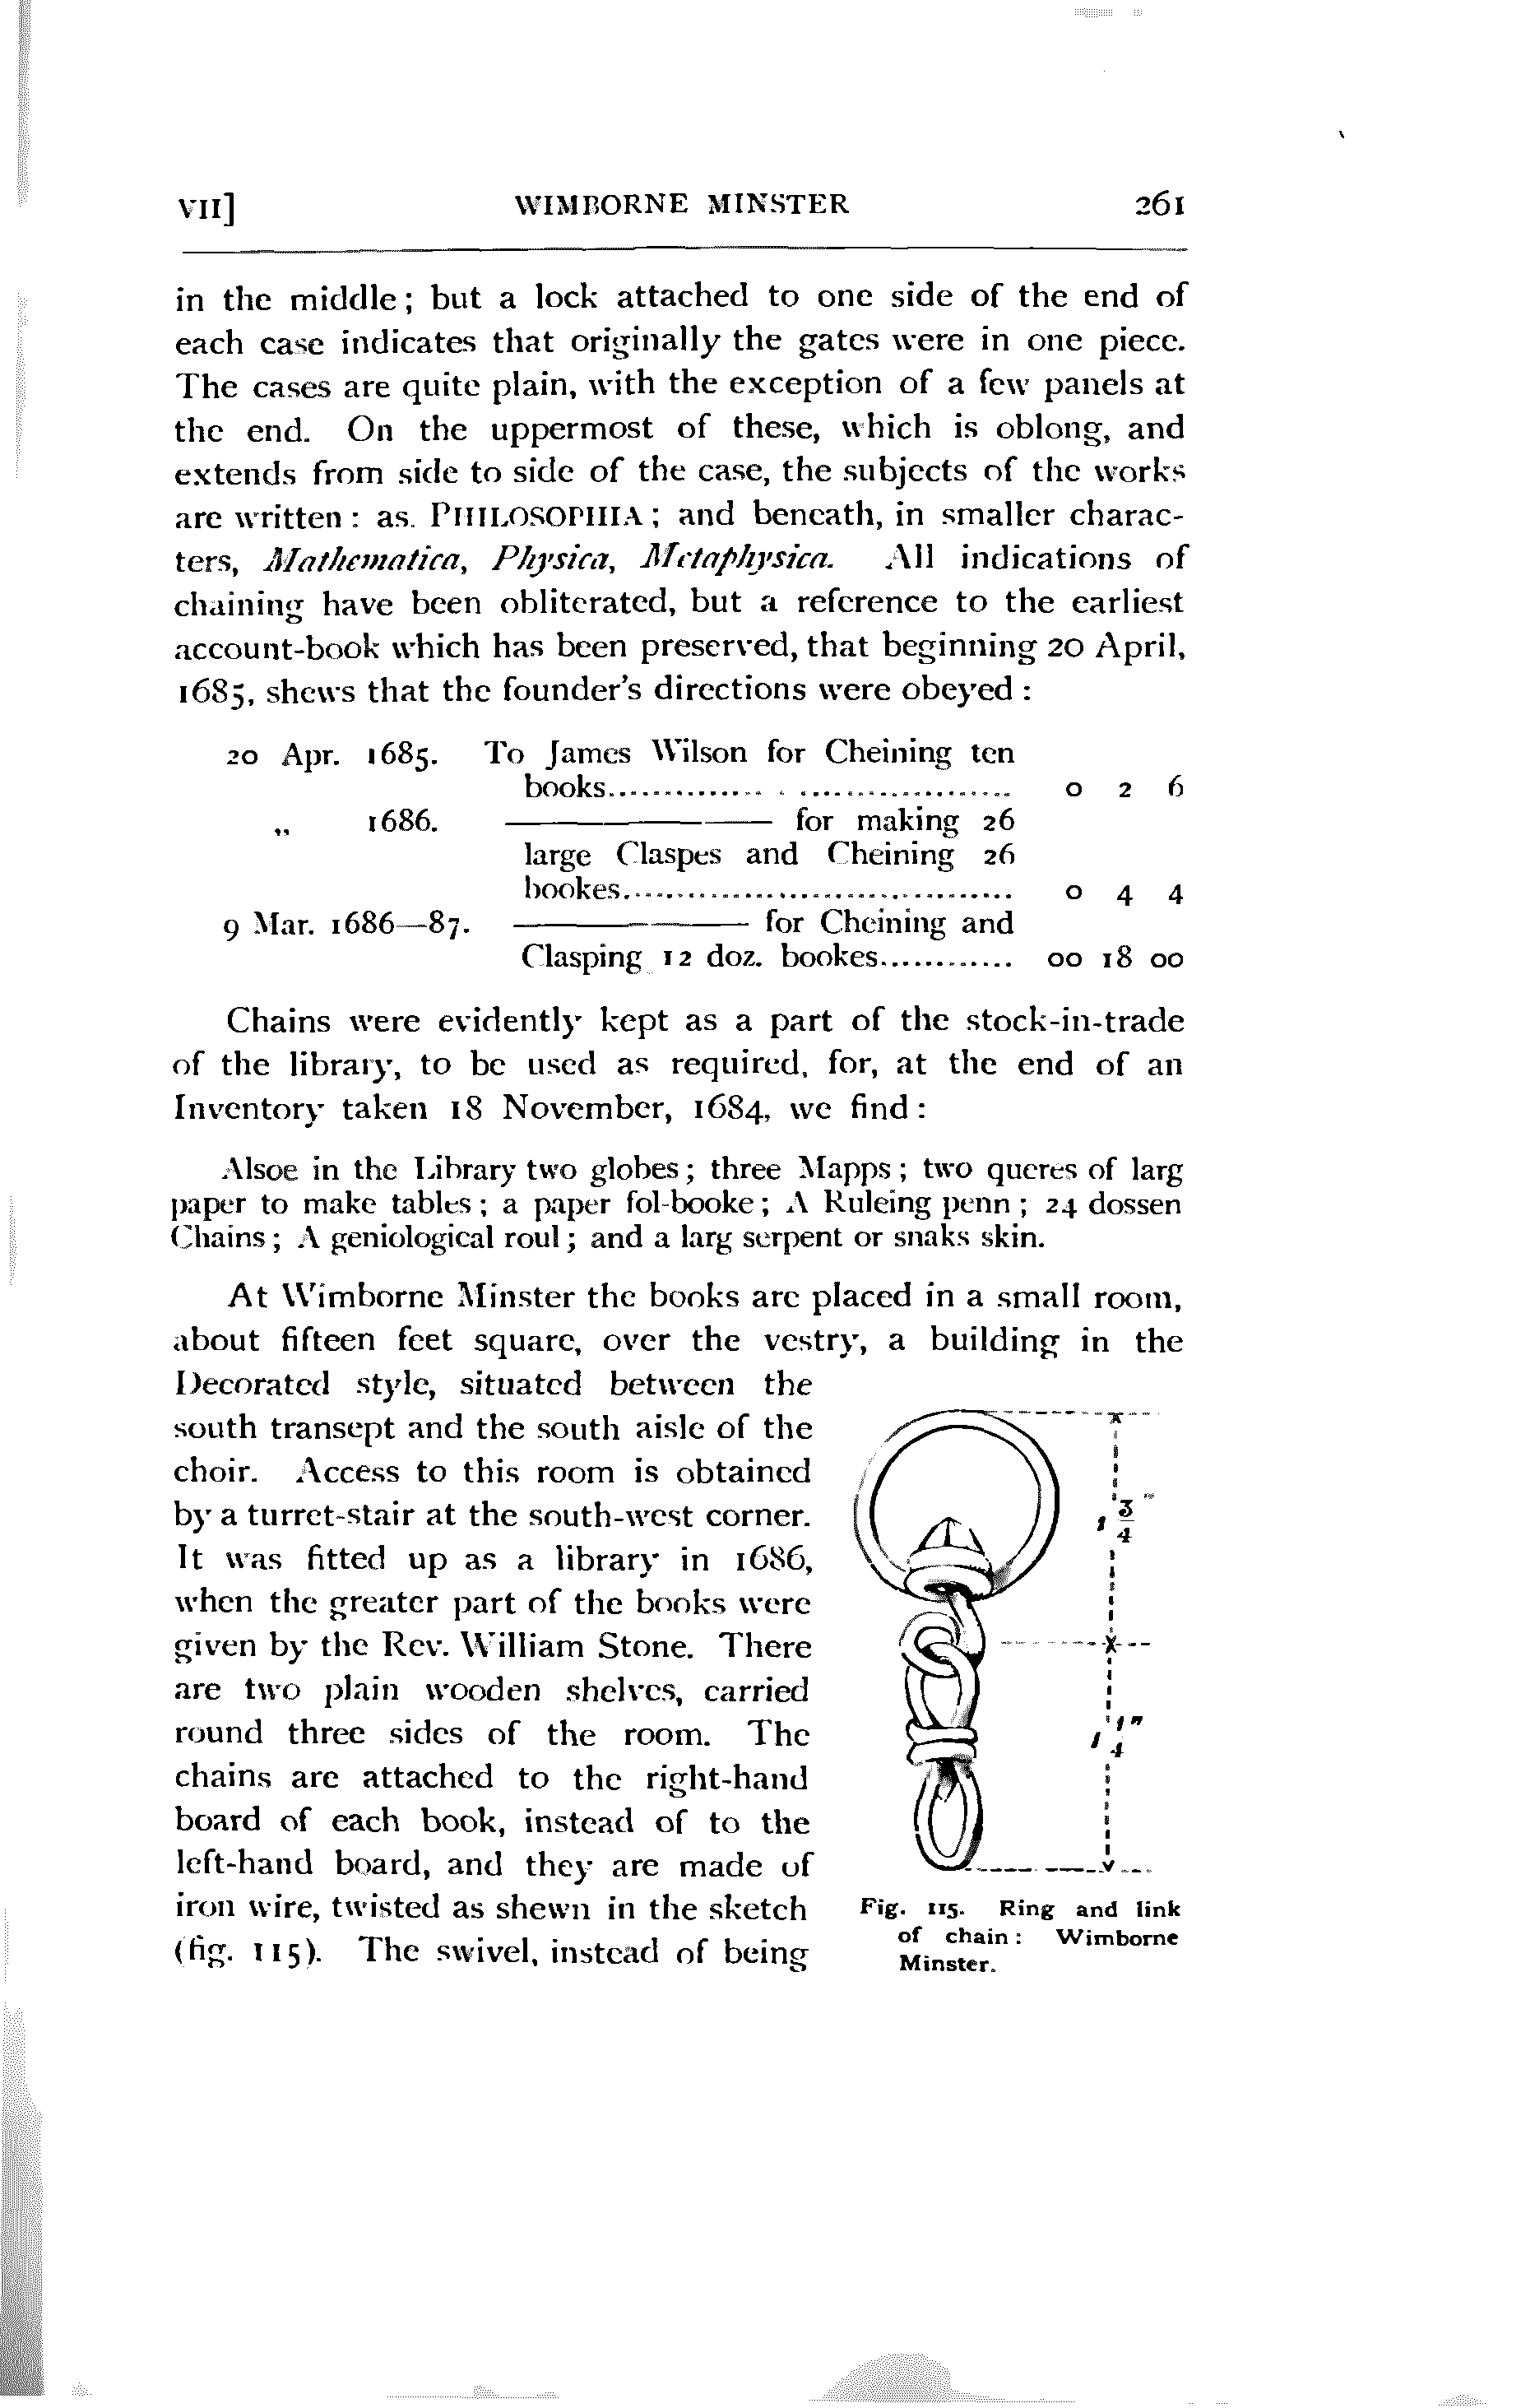 VII] WIMBORNE MINSTER 261
in the middle; but a lock attached to one side of the end of
each case indicates that originally the gates were in one piece.
The cases are quite plain, with the exception of a few panels at
the end. On the uppermost of these, which is oblong, and
extends from side to side of the case, the subjects of the works
are written: as. PHILOSOPHIA; and beneath, in smaller charac-
ters, Mathematica, Physica, Metaphysica. All indications of
chaining have been obliterated, but a reference to the earliest
account-book which has been preserved, that beginning 20 April,
1685, shews that the founder's directions were obeyed:
20 Apr. 1685. To James Wilson for Cheining ten
books.................................... 0 2 6
„ 1686. ———————— for making 26
large Claspes and Cheining 26
bookes.................................... 0 4 4
9 Mar. 1686—87. ——————— for Cheining and
Clasping 12 doz. bookes............ 00 18 00
Chains were evidently kept as a part of the stock-in-trade
of the library, to be used as required, for, at the end of an
Inventory taken 18 November, 1684, we find:
Alsoe in the Library two globes; three Mapps; two queres of larg
paper to make tables; a paper fol-booke; A Ruleing penn; 24 dossen
Chains; A geniological roul; and a larg serpent or snaks skin.
At Wimborne Minster the books are placed in a small room,
about fifteen feet square, over the vestry, a building in the
Decorated style, situated between the
south transept and the south aisle of the
choir. Access to this room is obtained
by a turret-stair at the south-west corner.
It was fitted up as a library in 1686,
when the greater part of the books were
given by the Rev. William Stone. There
are two plain wooden shelves, carried
round three sides of the room. The
chains are attached to the right-hand
board of each book, instead of to the
left-hand board, and they are made of
iron wire, twisted as shewn in the sketch
(fig. 115). The swivel, instead of being
1 3/4"
1 1/4"
Fig. 115. Ring and link
of chain: Wimborne
Minster.